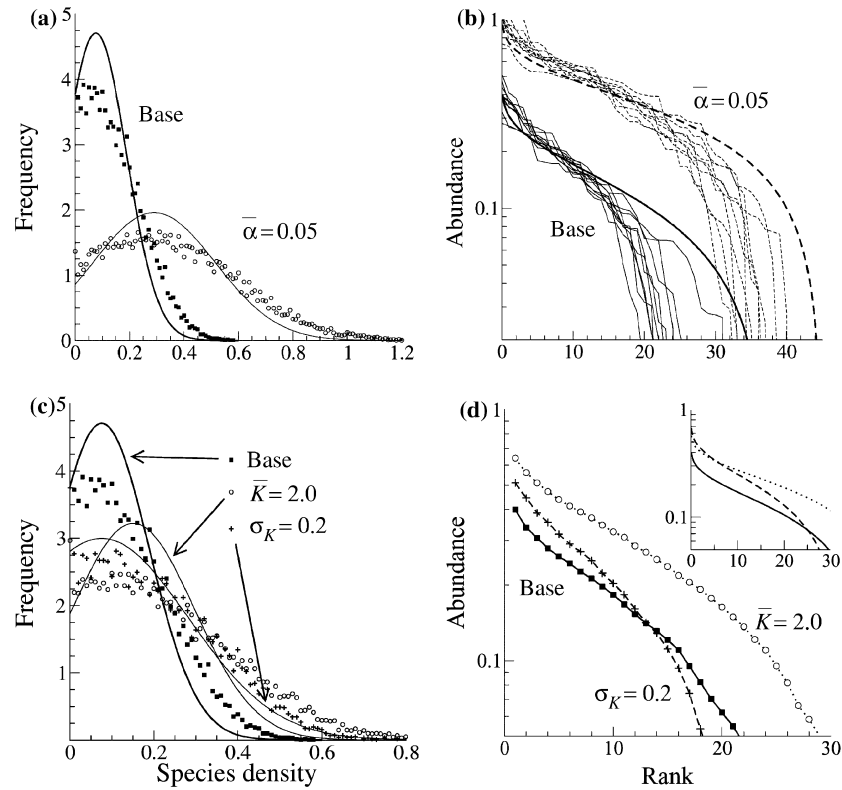 (a)
5
4
3
2
1
0
0
0.2
0.4
0.6
0.8
1
1.2
Frequency
Base
α̅ = 0.05
(b)
1
0.1
0
10
20
30
40
Abundance
α̅ = 0.05
Base
(c)
5
4
3
2
1
0
0.2
0.4
0.6
0.8
Frequency
Species density
Base
K̅ = 2.0
σK = 0.2
(d)
1
0.1
0
10
20
30
Abundance
Rank
Base
K̅ = 2.0
σK = 0.2
1
0.1
0
10
20
30